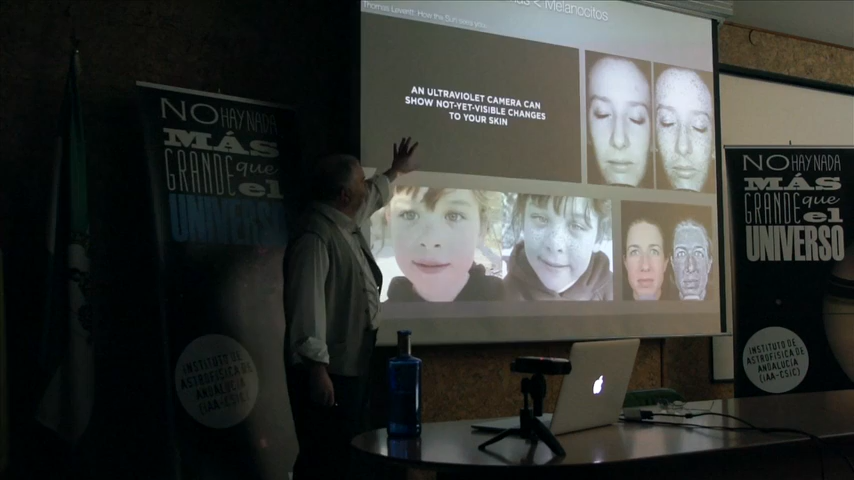 < Melanocitos
Thomas Leveritt: How the Sun sees you
AN ULTRAVIOLET CAMERA CAN
SHOW NOT-YET-VISIBLE CHANGES
TO YOUR SKIN
NO HAY NADA
MÁS
GRANDE que
el
UNIVERSO
INSTITUTO DE
ASTROFÍSICA DE
ANDALUCÍA
(IAA-CSIC)
NO HAY NADA
MÁS
GRANDE que
el
UNIVERSO
INSTITUTO DE
ASTROFÍSICA DE
ANDALUCÍA
(IAA-CSIC)